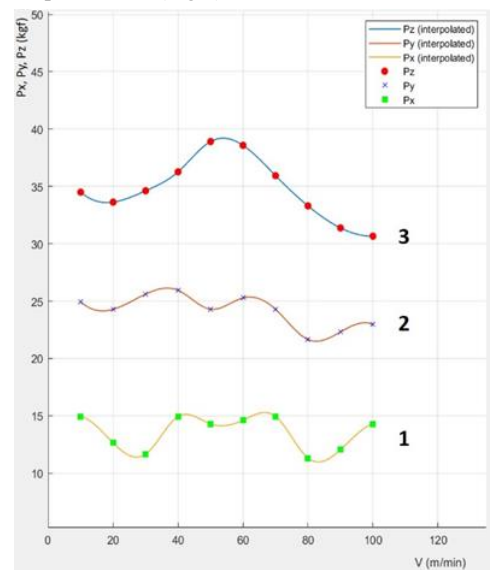 Px, Py, Pz (kgf)
50
45
40
35
30
25
20
15
10
Pz (interpolated)
Py (interpolated)
Px (interpolated)
Pz
Py
Px
3
2
1
0
20
40
60
80
100
120
V (m/min)